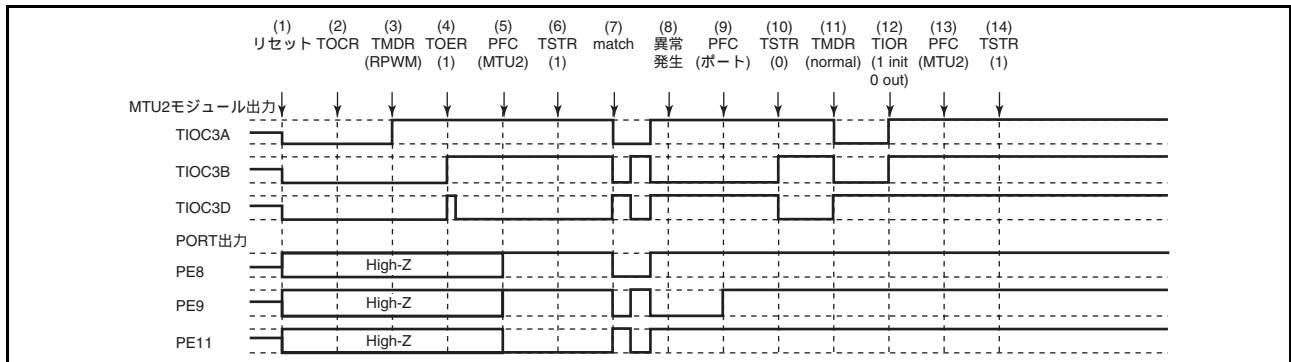 (1) (2) (3) (4) (5) (6) (7) (8) (9) (10) (11) (12) (13) (14)
リセット TOCR TMDR TOER PFC TSTR match 異常 PFC TSTR TMDR TIOR PFC TSTR
(RPWM) (1) (MTU2) (1) 発生 (ポート) (0) (normal) (1 init (MTU2) (1)
0 out)
MTU2モジュール出力
TIOC3A
TIOC3B
TIOC3D
PORT出力
PE8 High-Z
PE9 High-Z
PE11 High-Z